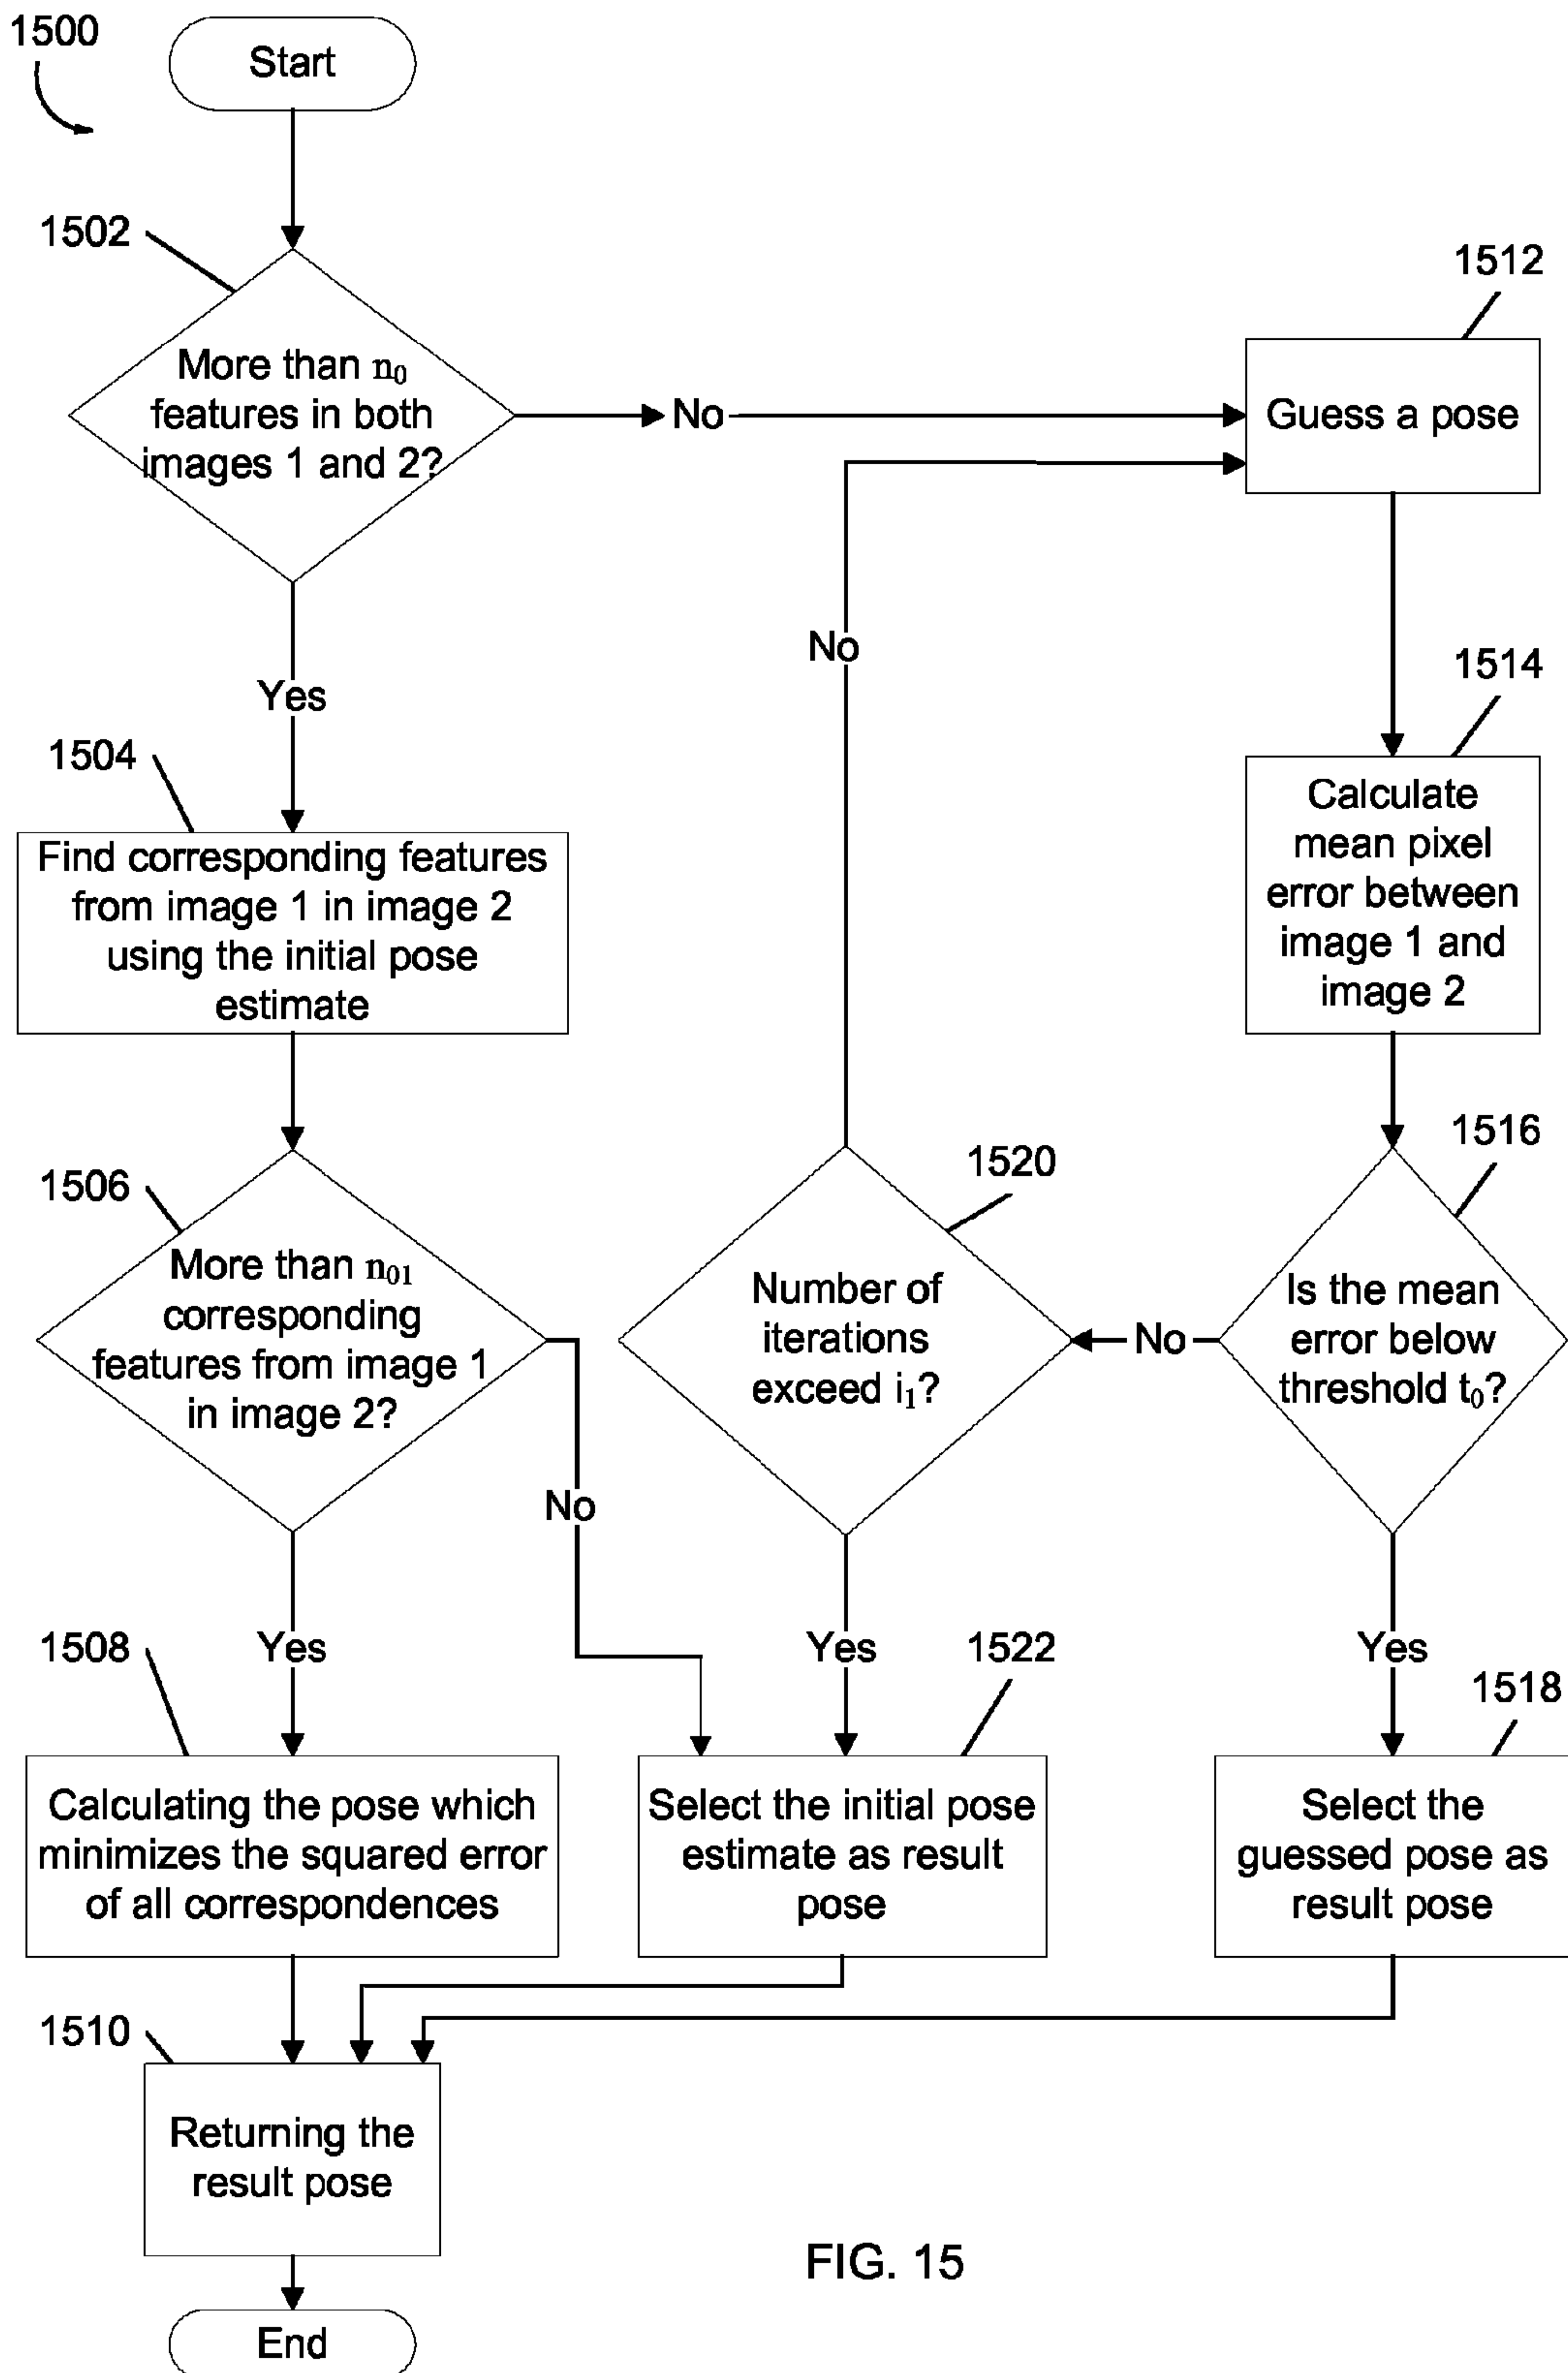 1500
Start
1502
More than n₀
features in both
images 1 and 2?
No
1512
Guess a pose
Yes
No
1504
Find corresponding features
from image 1 in image 2
using the initial pose
estimate
1514
Calculate
mean pixel
error between
image 1 and
image 2
1506
More than n₀₁
corresponding
features from image 1
in image 2?
No
1520
Number of
iterations
exceed i₁?
No
1516
Is the mean
error below
threshold t₀?
Yes
1508
Calculating the pose which
minimizes the squared error
of all correspondences
Yes
1522
Select the initial pose
estimate as result
pose
Yes
1518
Select the
guessed pose as
result pose
1510
Returning the
result pose
End
FIG. 15